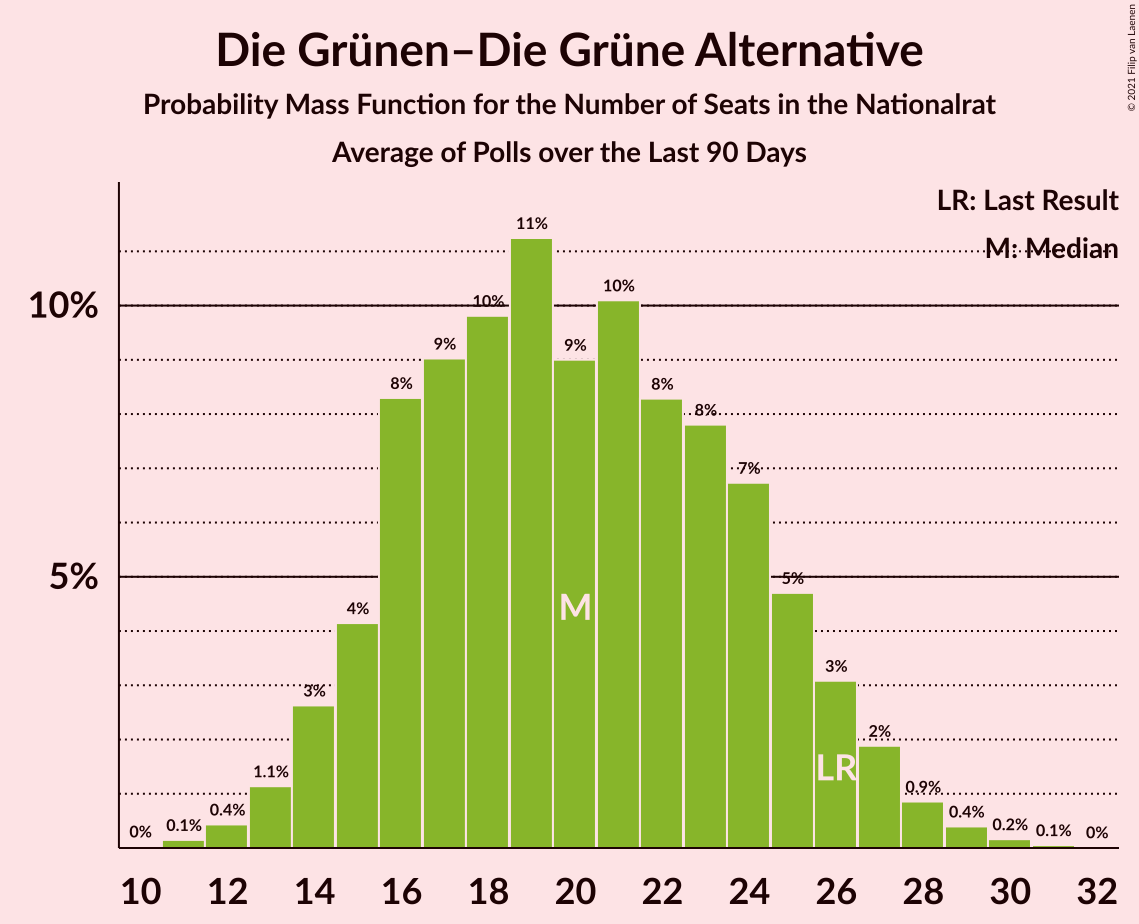 Die Grünen–Die Grüne Alternative
Probability Mass Function for the Number of Seats in the Nationalrat
Average of Polls over the Last 90 Days
© 2021 Filip van Laenen
LR: Last Result
M: Median
10%
5%
0%
0.1%
0.4%
1.1%
3%
4%
8%
9%
10%
11%
9%
10%
8%
8%
7%
5%
3%
2%
0.9%
0.4%
0.2%
0.1%
0%
M
LR
10 12 14 16 18 20 22 24 26 28 30 32